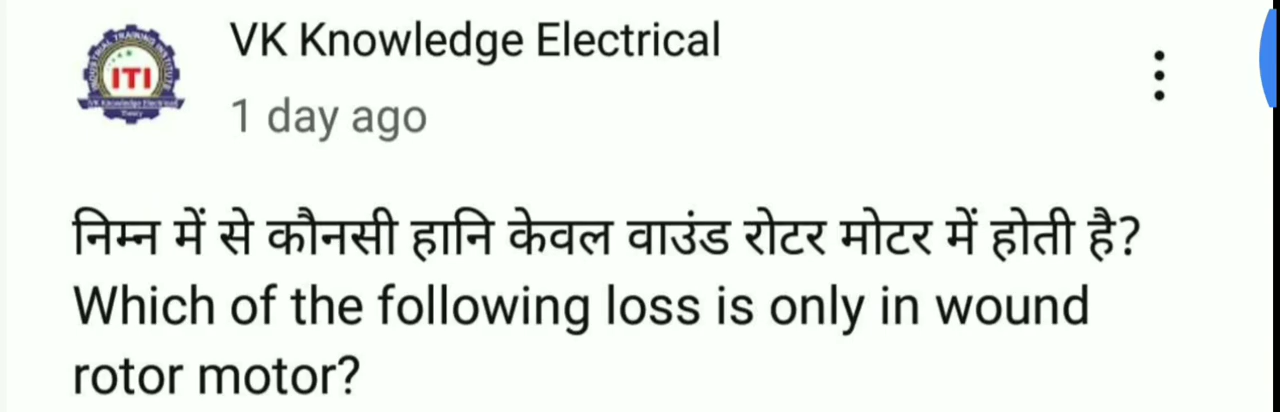 VK Knowledge Electrical
1 day ago
ITI
निम्न में से कौनसी हानि केवल वाउंड रोटर मोटर में होती है?
Which of the following loss is only in wound
rotor motor?